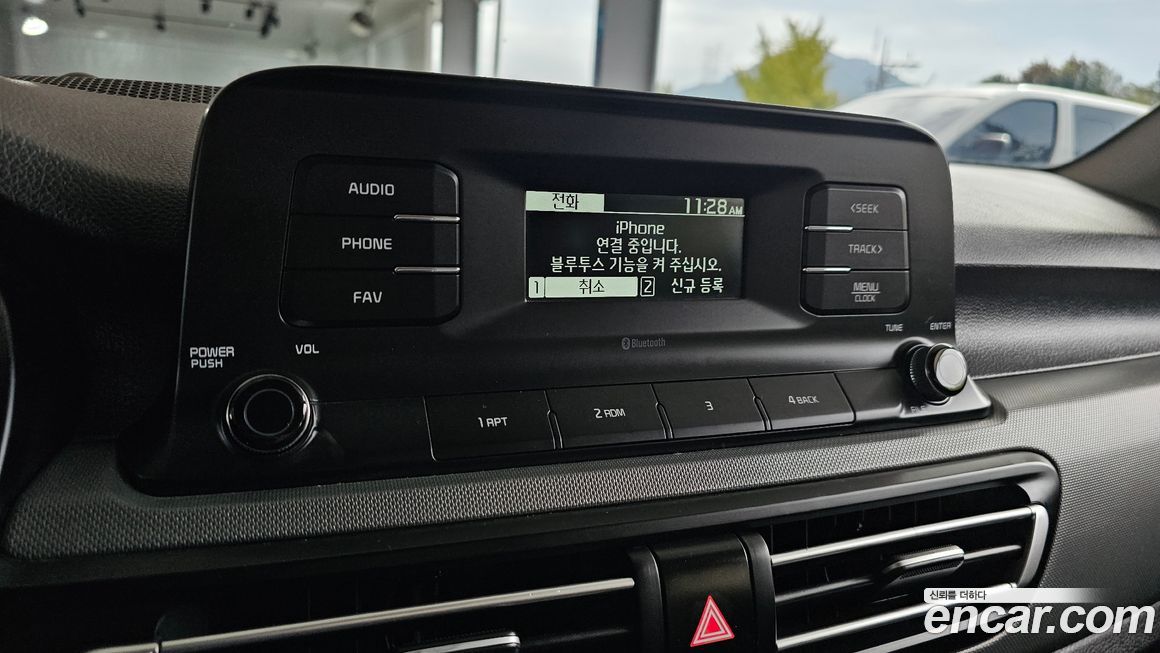 AUDIO
PHONE
FAV
POWER
PUSH
VOL
전화 11:28 AM
iPhone
연결 중입니다.
블루투스 기능을 켜 주십시오.
1 취소 2 신규 등록
Bluetooth
<SEEK
TRACK>
MENU
CLOCK
TUNE
ENTER
1 RPT
2 RDM
3
4 BACK
신뢰를 더하다
encar.com